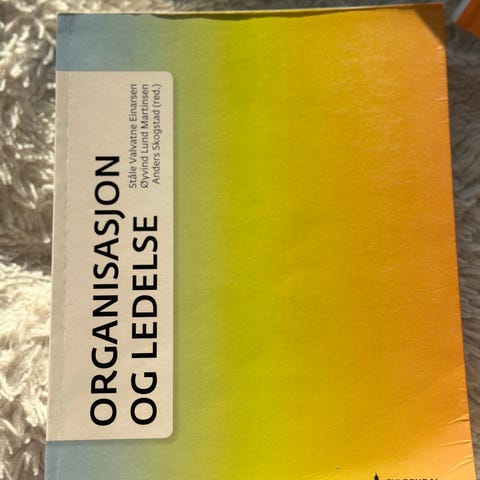 Ståle Valvatne Einarsen
Øyvind Lund Martinsen
Anders Skogstad (red.)
ORGANISASJON
OG LEDELSE